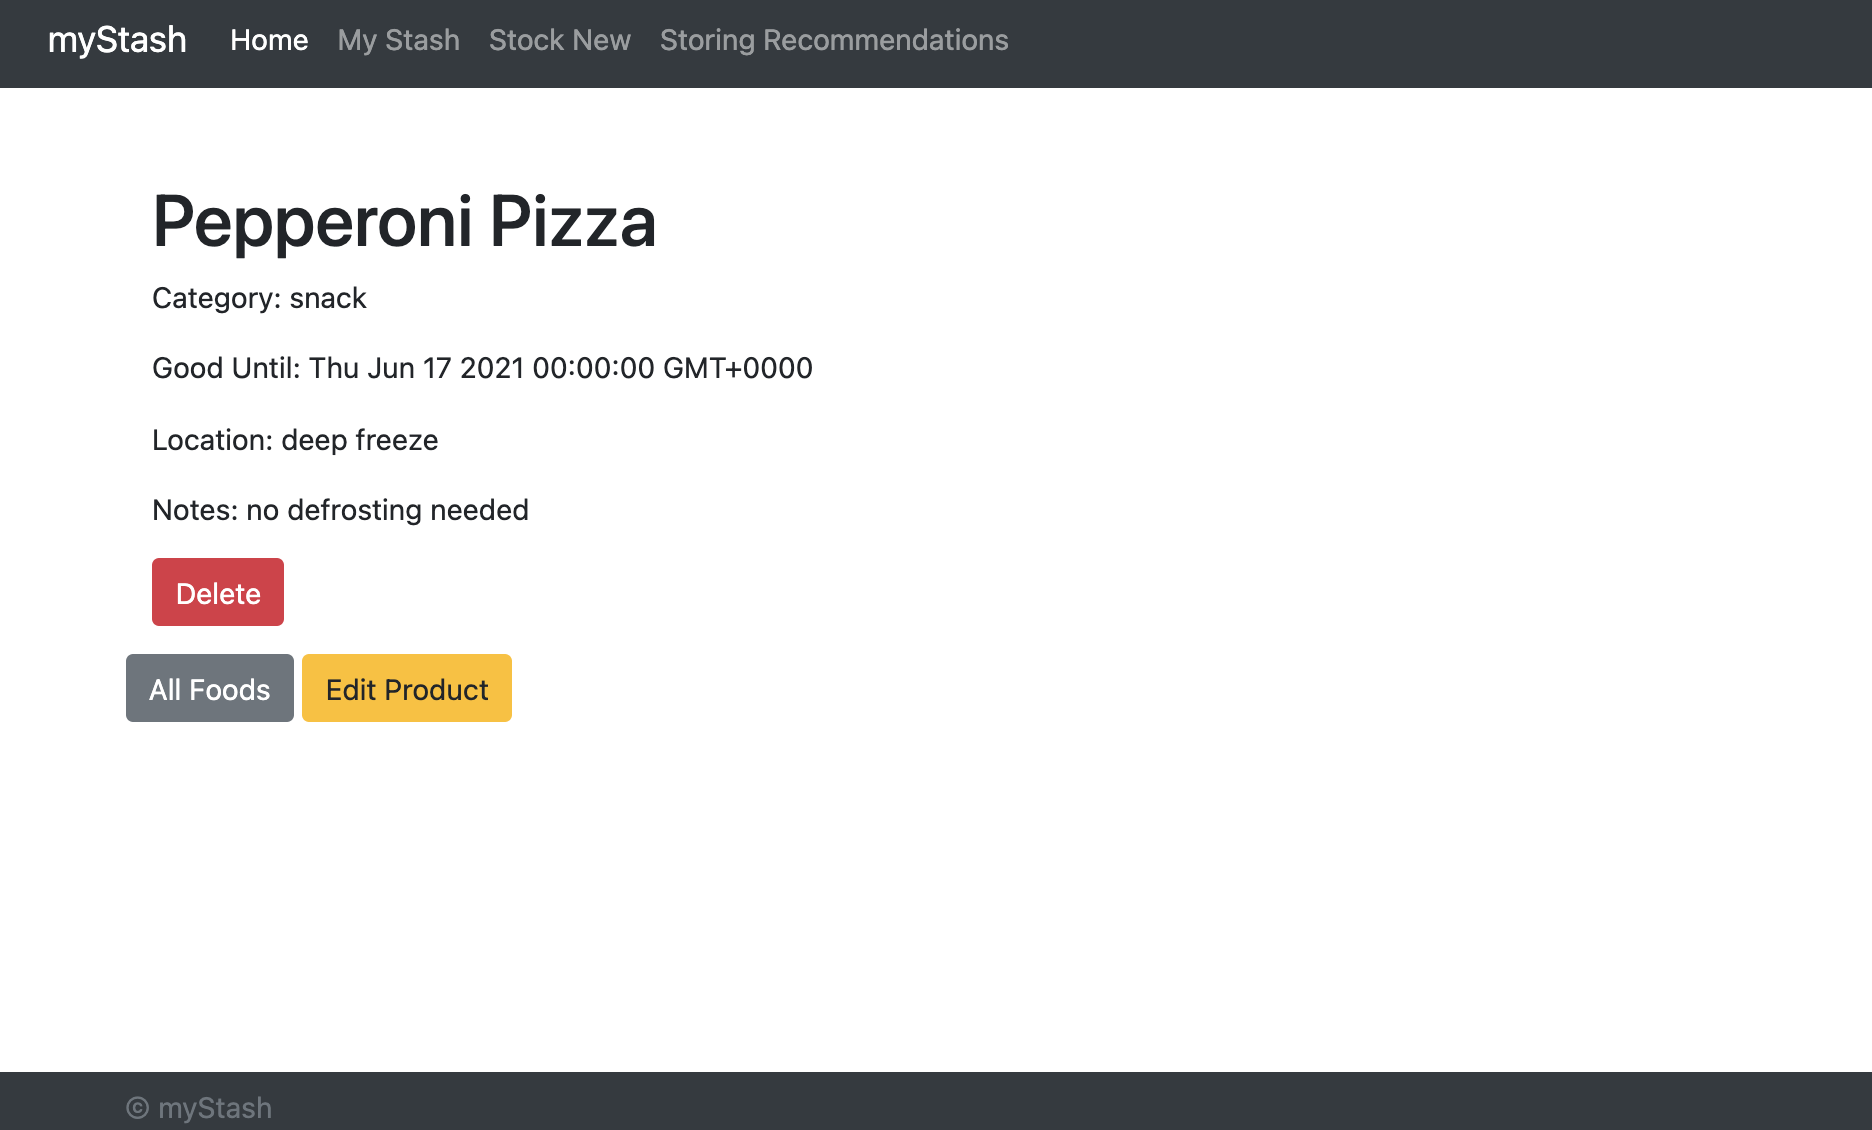 myStash Home My Stash Stock New Storing Recommendations
Pepperoni Pizza
Category: snack
Good Until: Thu Jun 17 2021 00:00:00 GMT+0000
Location: deep freeze
Notes: no defrosting needed
Delete
All Foods Edit Product
© myStash